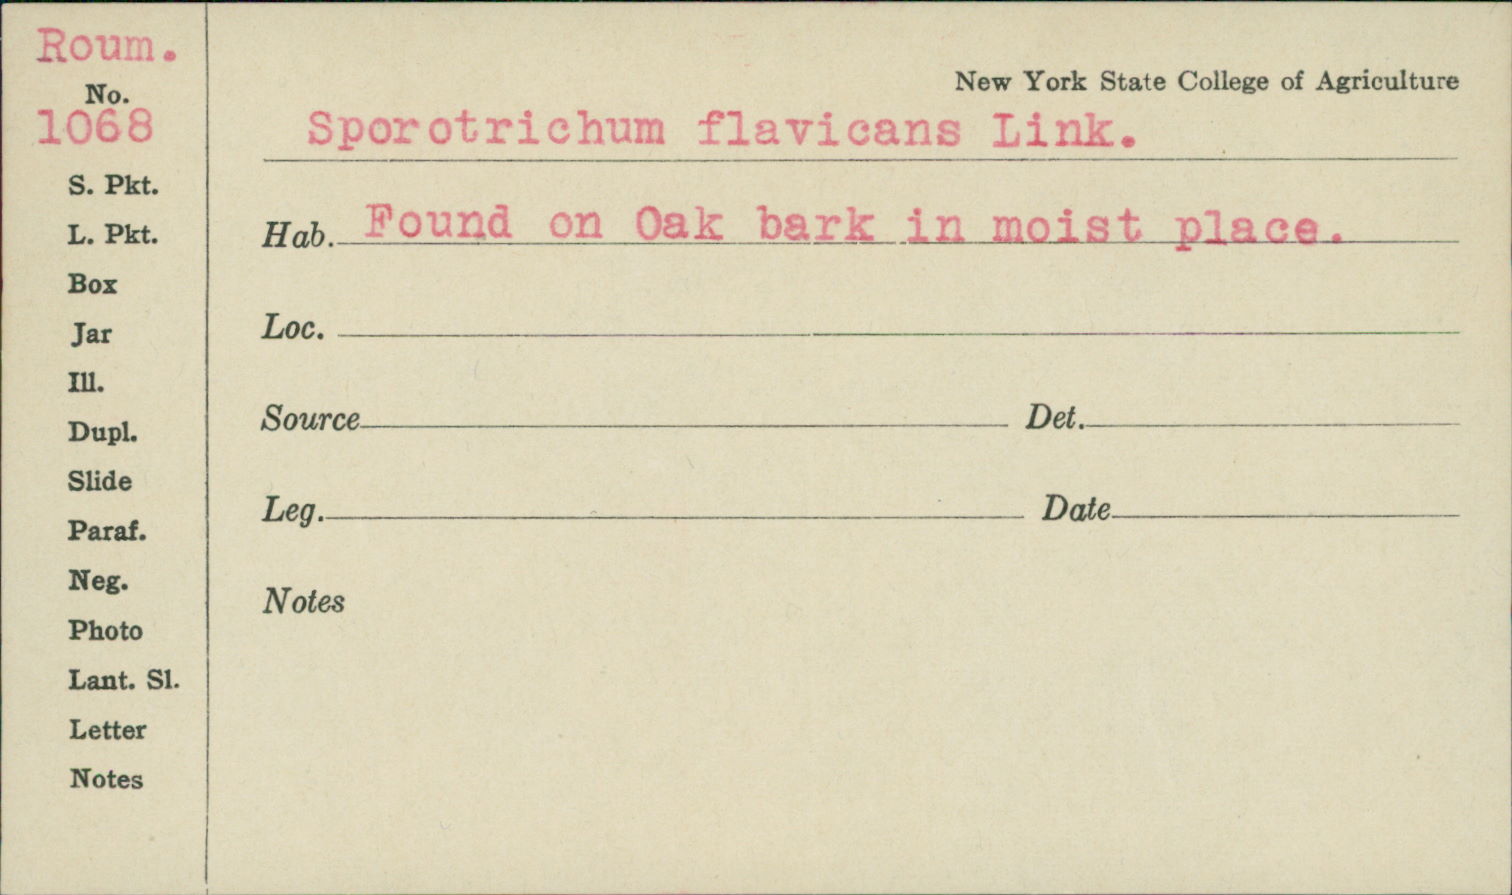 Roum.
No.
1068
S. Pkt.
L. Pkt.
Box
Jar
Ill.
Dupl.
Slide
Paraf.
Neg.
Photo
Lant. Sl.
Letter
Notes
New York State College of Agriculture
Sporotrichum flavicans Link.
Hab. Found on Oak bark in moist place.
Loc.
Source Det.
Leg. Date
Notes